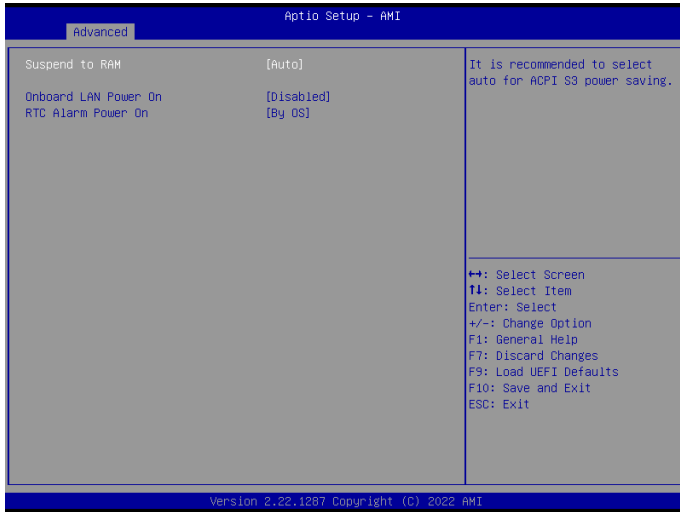 Aptio Setup – AMI
Advanced
Suspend to RAM [Auto]
Onboard LAN Power On [Disabled]
RTC Alarm Power On [By OS]
It is recommended to select
auto for ACPI S3 power saving.
↔: Select Screen
↑↓: Select Item
Enter: Select
+/-: Change Option
F1: General Help
F7: Discard Changes
F9: Load UEFI Defaults
F10: Save and Exit
ESC: Exit
Version 2.22.1287 Copyright (C) 2022 AMI